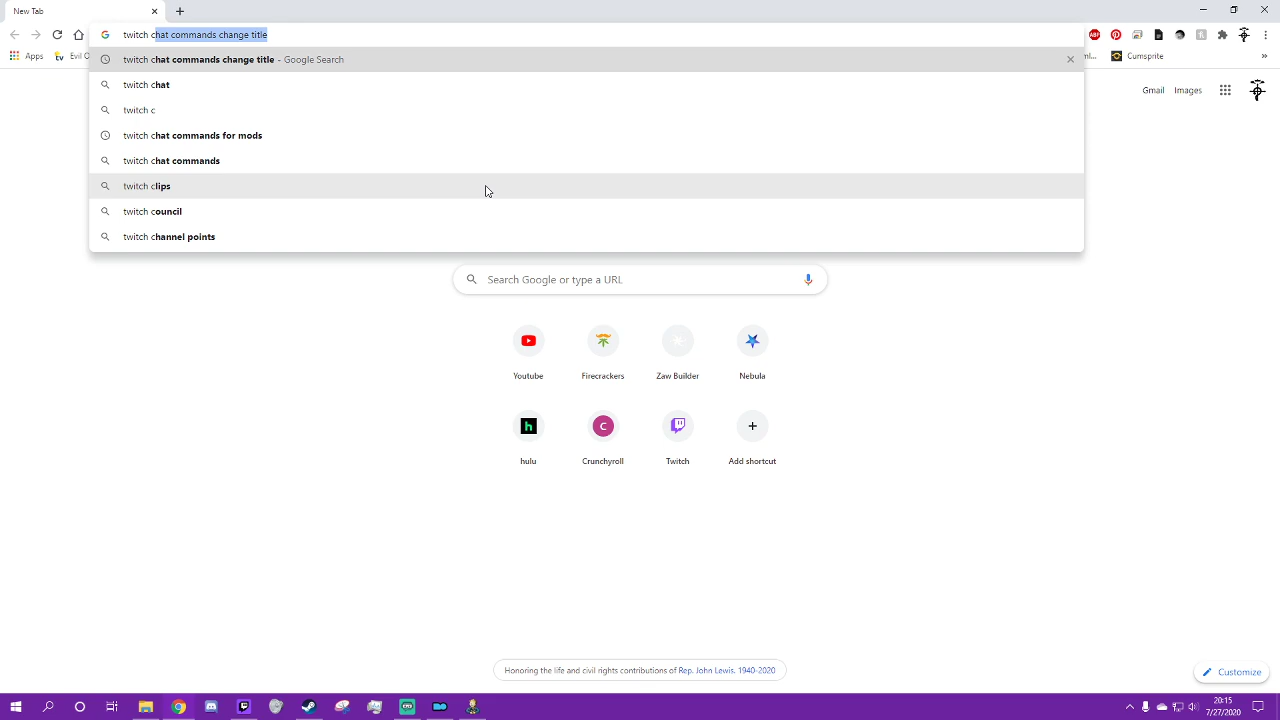 New Tab
twitch chat commands change title
Apps
Evil O
ml...
Cumsprite
»
twitch chat commands change title - Google Search
twitch chat
twitch c
twitch chat commands for mods
twitch chat commands
twitch clips
twitch council
twitch channel points
Gmail
Images
Search Google or type a URL
Youtube
Firecrackers
Zaw Builder
Nebula
hulu
Crunchyroll
Twitch
Add shortcut
Honoring the life and civil rights contributions of Rep. John Lewis. 1940-2020
Customize
20:15
7/27/2020